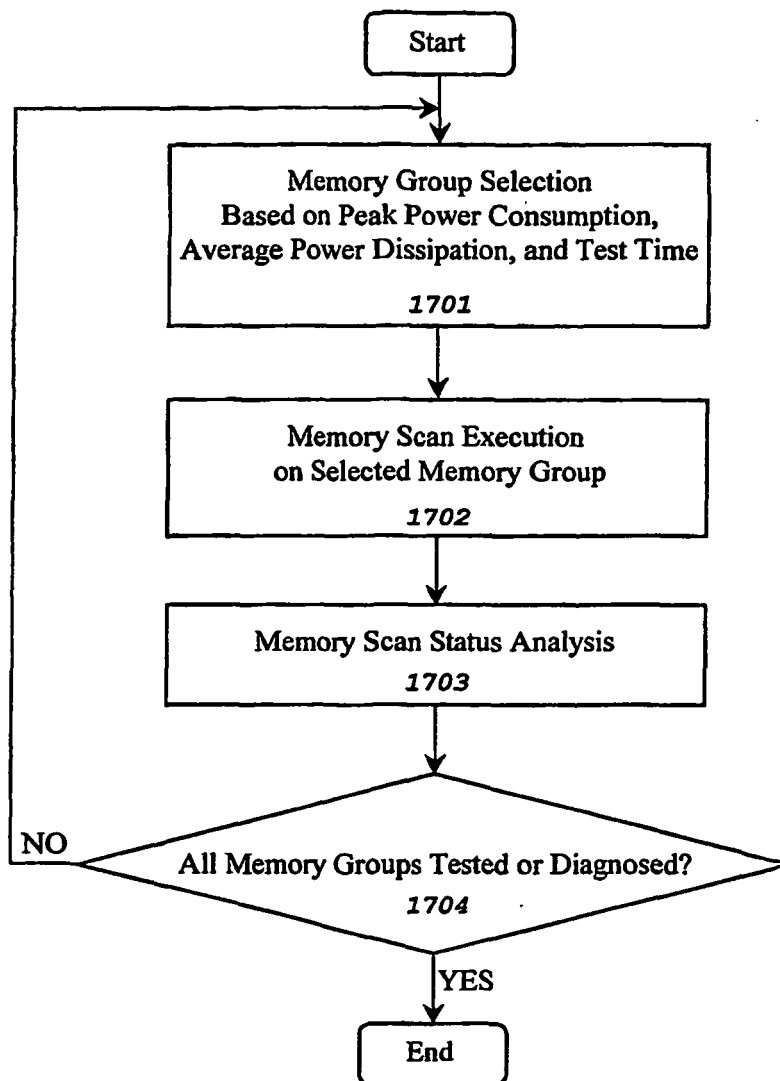 Start
Memory Group Selection
Based on Peak Power Consumption,
Average Power Dissipation, and Test Time
1701
Memory Scan Execution
on Selected Memory Group
1702
Memory Scan Status Analysis
1703
NO
All Memory Groups Tested or Diagnosed?
1704
YES
End